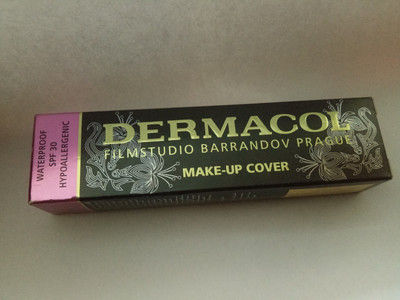 WATERPROOF
SPF 30
HYPOALLERGENIC
DERMACOL
FILMSTUDIO BARRANDOV PRAGUE
MAKE-UP COVER